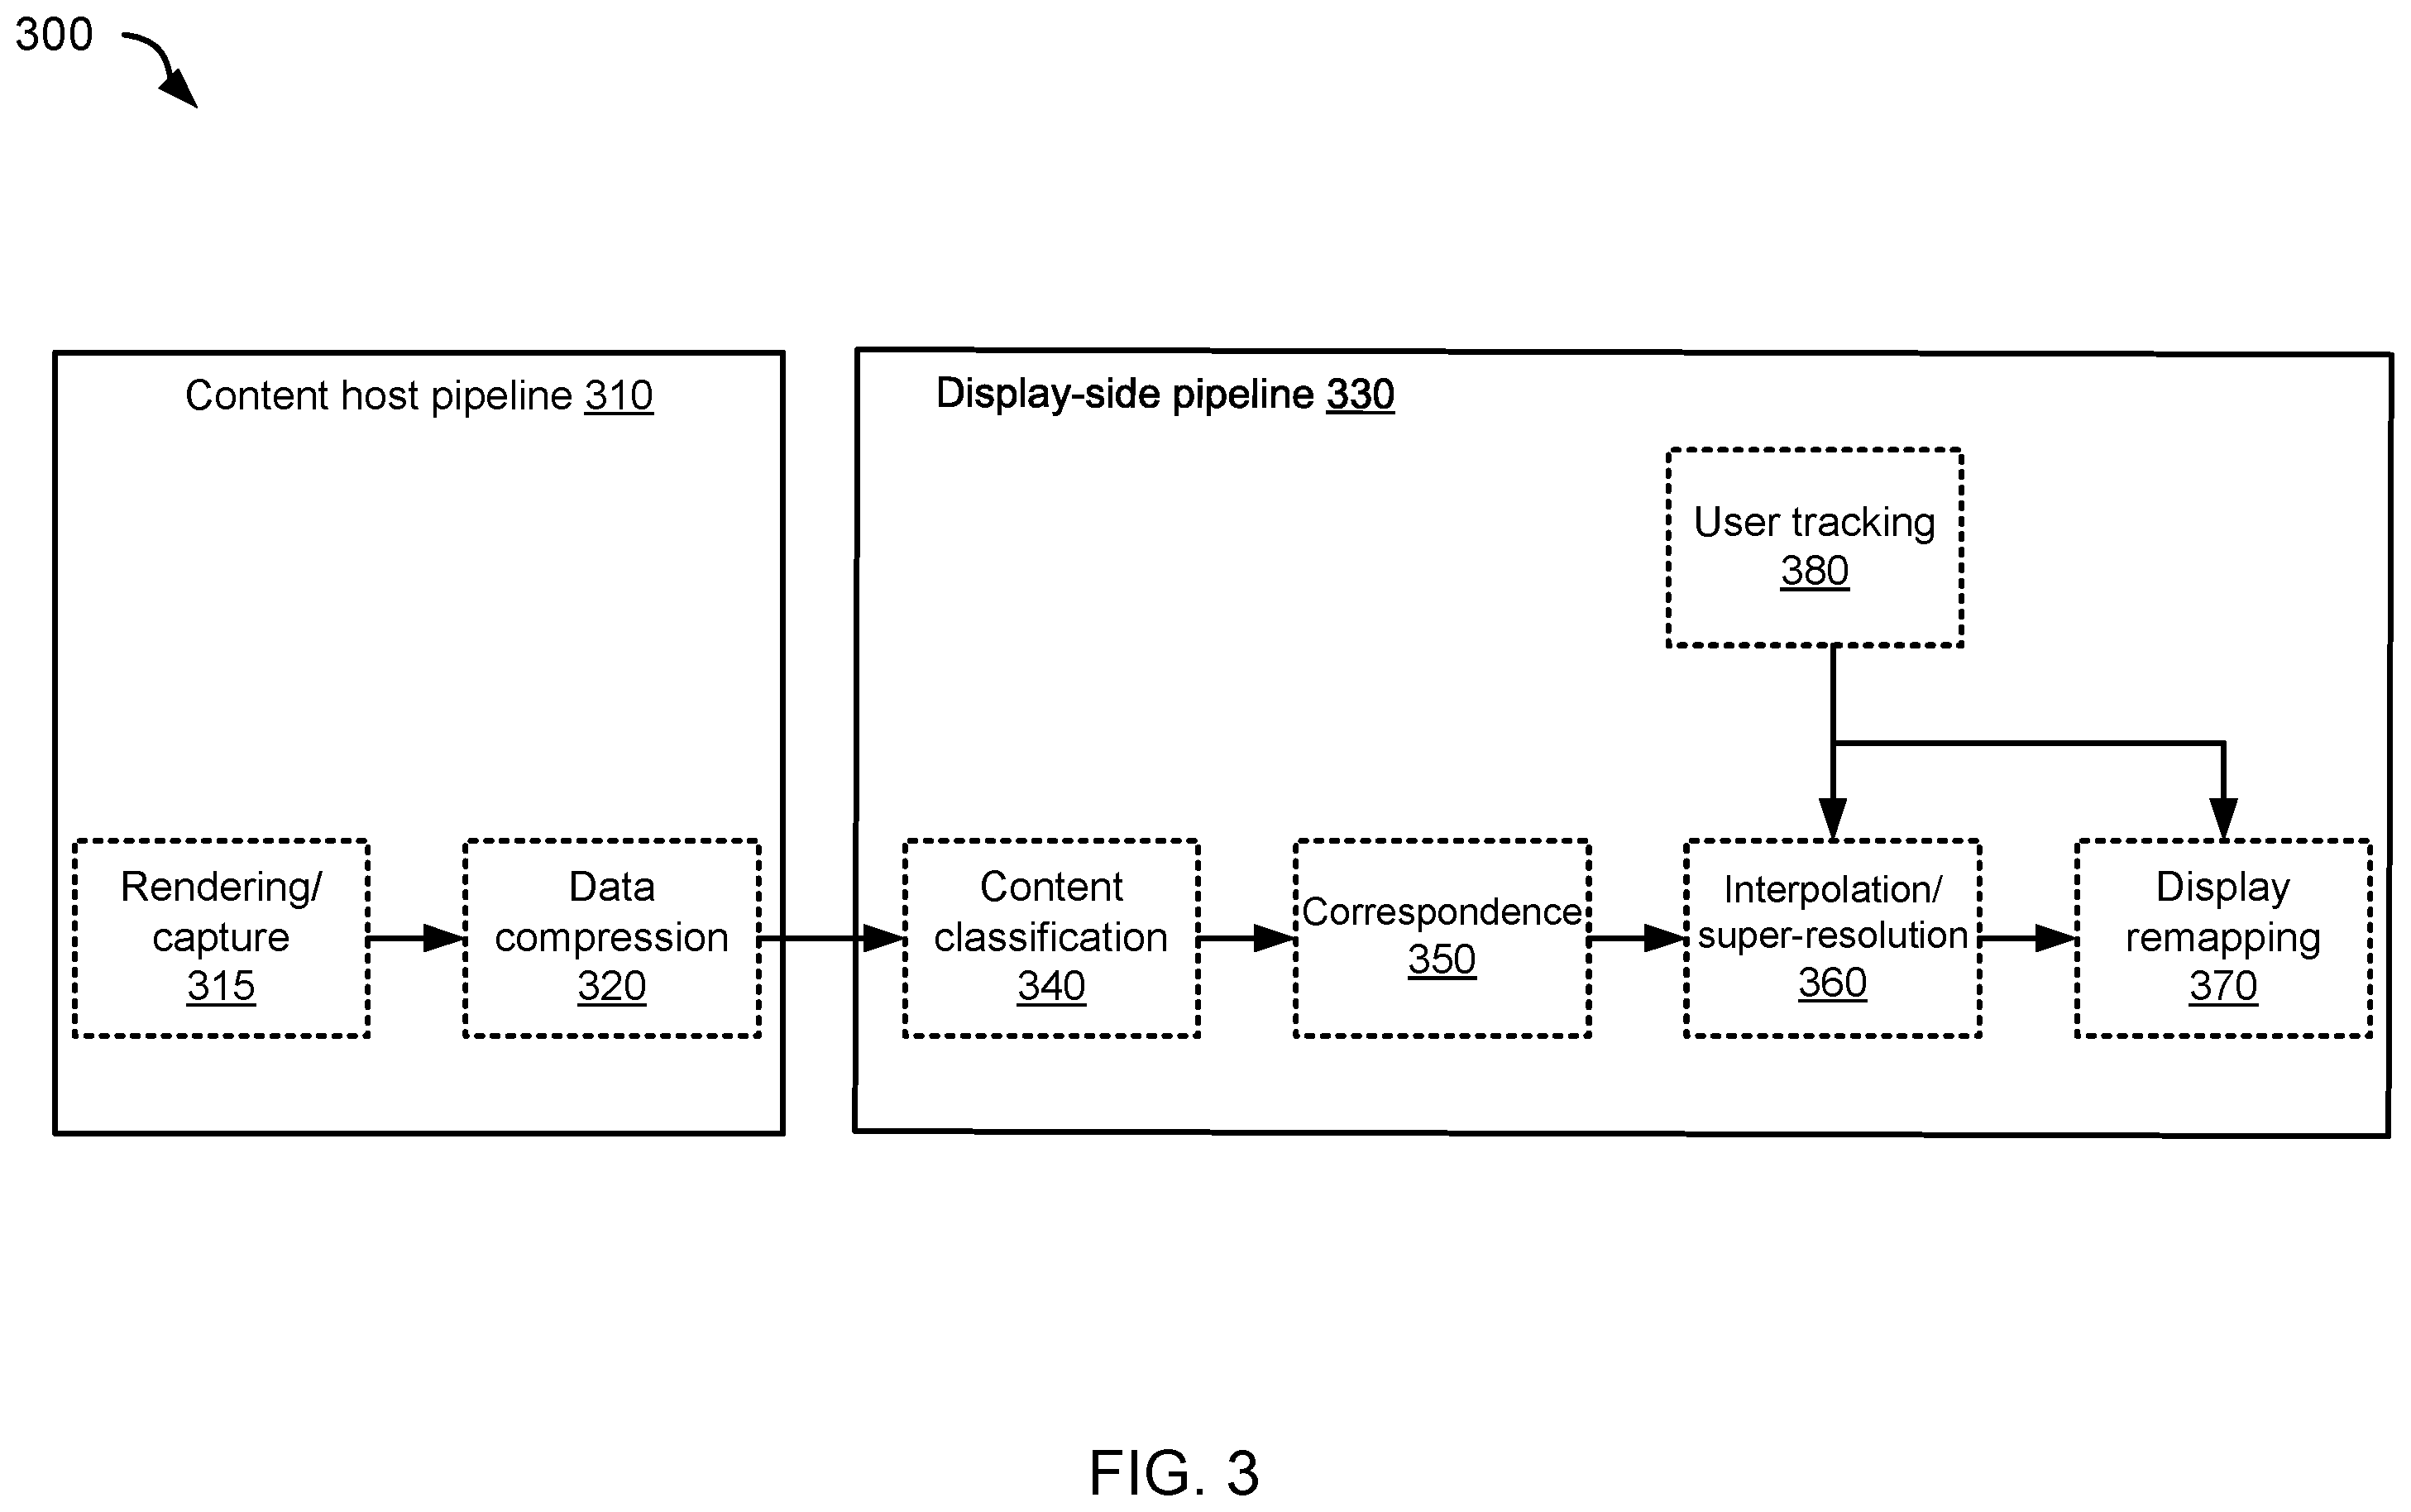 300
Content host pipeline 310
Display-side pipeline 330
User tracking
380
Rendering/
capture
315
Data
compression
320
Content
classification
340
Correspondence
350
Interpolation/
super-resolution
360
Display
remapping
370
FIG. 3